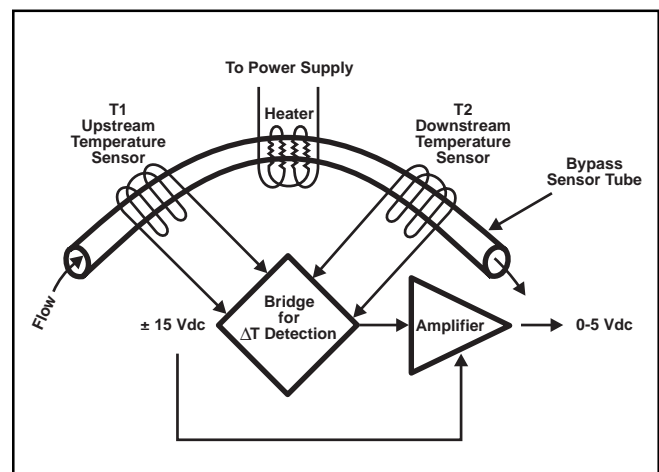 To Power Supply
Heater
T1
Upstream
Temperature
Sensor
T2
Downstream
Temperature
Sensor
Bypass
Sensor Tube
Flow
± 15 Vdc
Bridge
for
ΔT Detection
Amplifier
0-5 Vdc